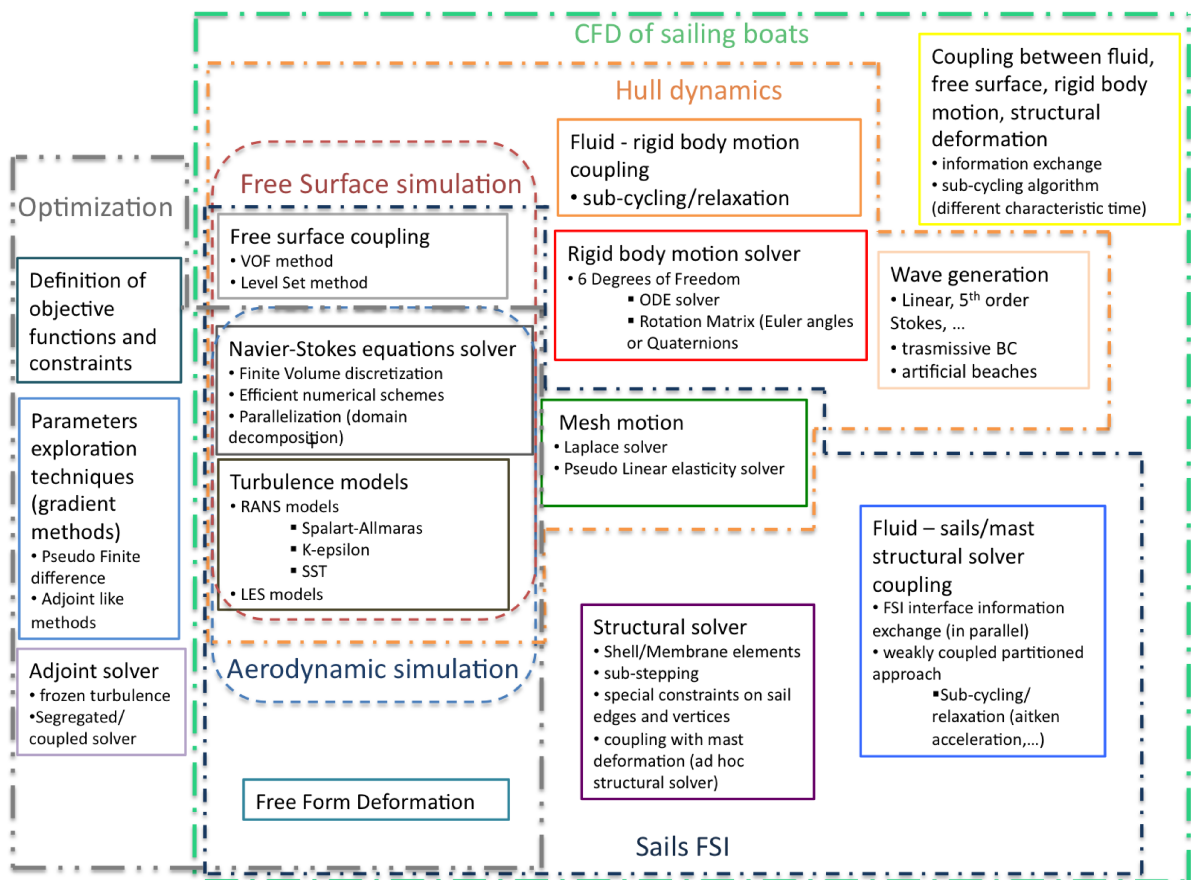 CFD of sailing boats
Hull dynamics
Coupling between fluid,
free surface, rigid body
motion, structural
deformation
• information exchange
• sub-cycling algorithm
(different characteristic time)
Fluid - rigid body motion
coupling
• sub-cycling/relaxation
Free Surface simulation
Optimization
Free surface coupling
• VOF method
• Level Set method
Rigid body motion solver
• 6 Degrees of Freedom
▪ ODE solver
▪ Rotation Matrix (Euler angles
or Quaternions
Wave generation
• Linear, 5th order
Stokes, ...
• trasmissive BC
• artificial beaches
Definition of
objective
functions and
constraints
Navier-Stokes equations solver
• Finite Volume discretization
• Efficient numerical schemes
• Parallelization (domain
decomposition)
Parameters
exploration
techniques
(gradient
methods)
• Pseudo Finite
difference
• Adjoint like
methods
Mesh motion
• Laplace solver
• Pseudo Linear elasticity solver
Turbulence models
• RANS models
▪ Spalart-Allmaras
▪ K-epsilon
▪ SST
• LES models
Fluid – sails/mast
structural solver
coupling
• FSI interface information
exchange (in parallel)
• weakly coupled partitioned
approach
▪Sub-cycling/
relaxation (aitken
acceleration,...)
Structural solver
• Shell/Membrane elements
• sub-stepping
• special constraints on sail
edges and vertices
• coupling with mast
deformation (ad hoc
structural solver)
Adjoint solver
• frozen turbulence
•Segregated/
coupled solver
Aerodynamic simulation
Free Form Deformation
Sails FSI